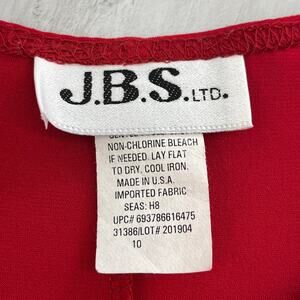 J.B.S. LTD.
NON-CHLORINE BLEACH
IF NEEDED. LAY FLAT
TO DRY, COOL IRON.
MADE IN U.S.A.
IMPORTED FABRIC
SEAS: H8
UPC# 693786616475
31386/LOT# 201904
10